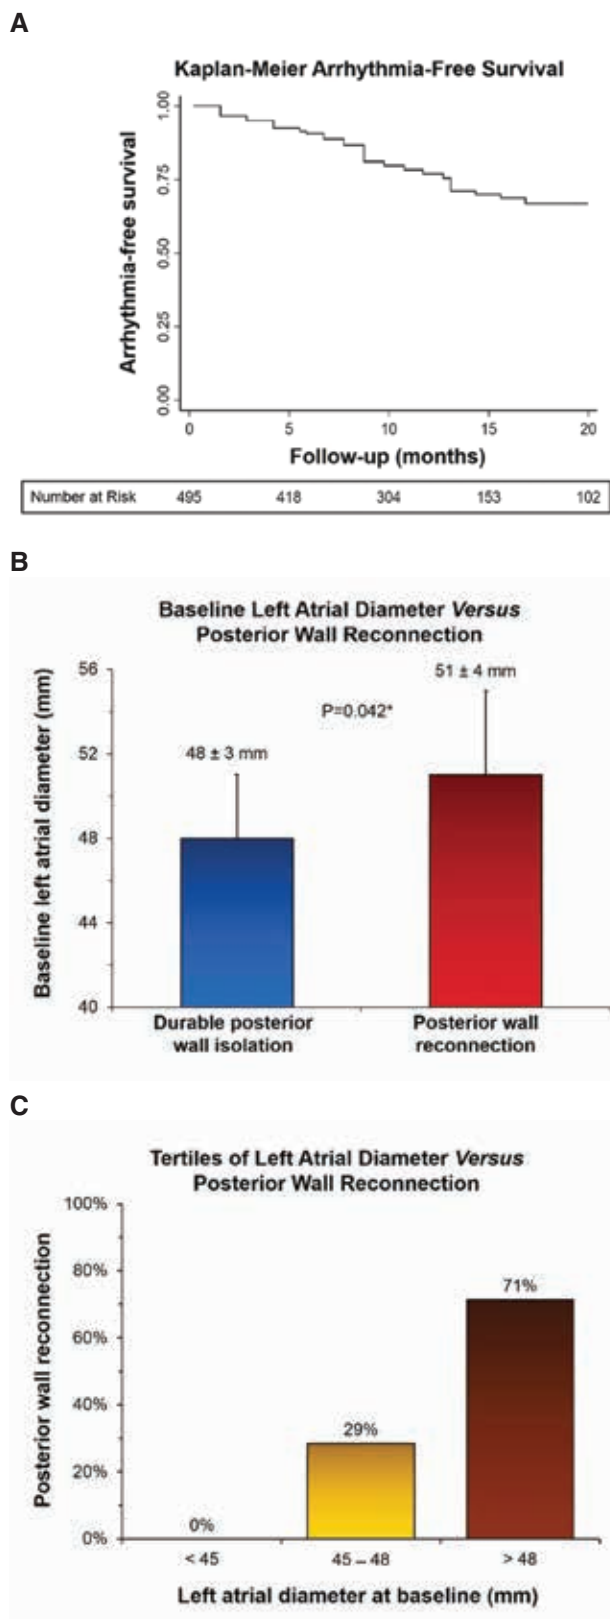 A
Kaplan-Meier Arrhythmia-Free Survival
Arrhythmia-free survival
1.00
0.75
0.50
0.25
0.00
0 5 10 15 20
Follow-up (months)
Number at Risk 495 418 304 153 102
B
Baseline Left Atrial Diameter Versus
Posterior Wall Reconnection
Baseline left atrial diameter (mm)
56
52
48
44
40
51 ± 4 mm
P=0.042*
48 ± 3 mm
Durable posterior
wall isolation
Posterior wall
reconnection
C
Tertiles of Left Atrial Diameter Versus
Posterior Wall Reconnection
Posterior wall reconnection
100%
80%
60%
40%
20%
0%
71%
29%
0%
< 45 45 – 48 > 48
Left atrial diameter at baseline (mm)